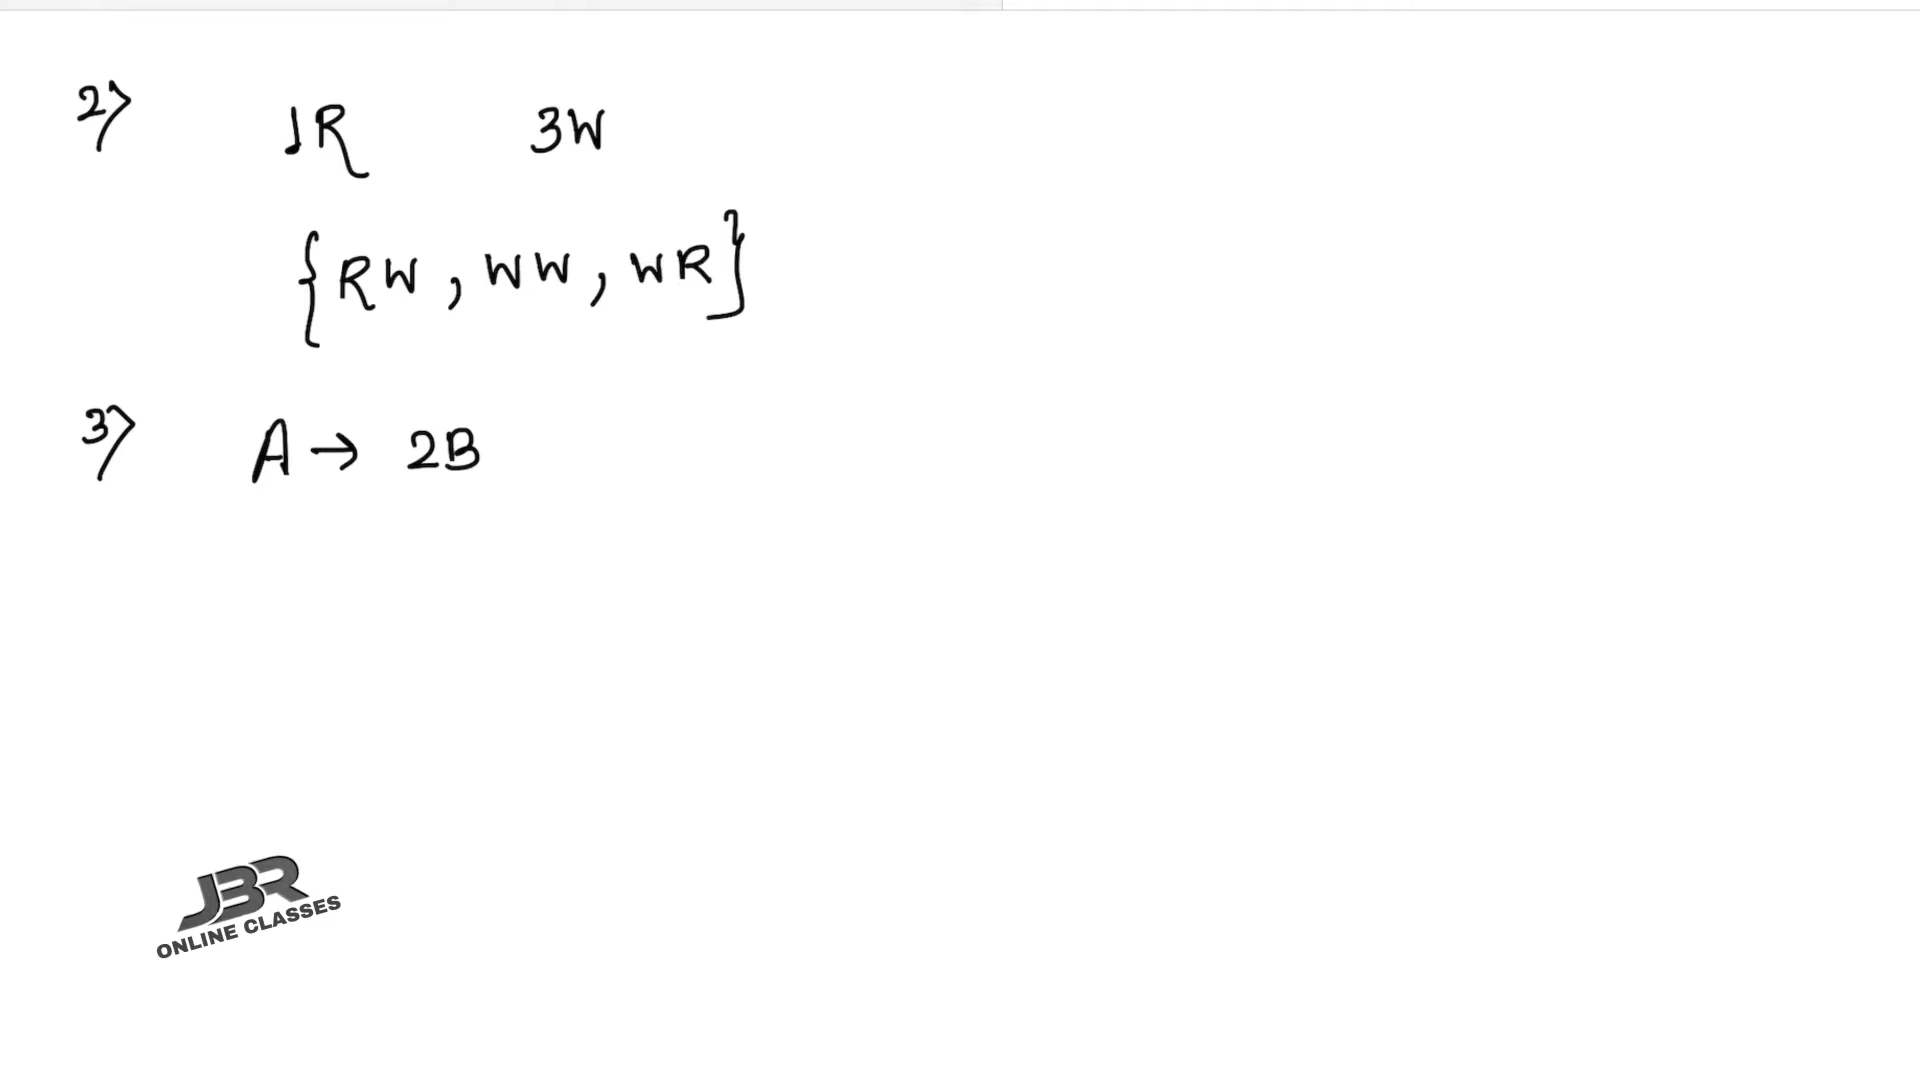 2) 1R 3W
{RW, WW, WR}
3) A → 2B
JBR
ONLINE CLASSES